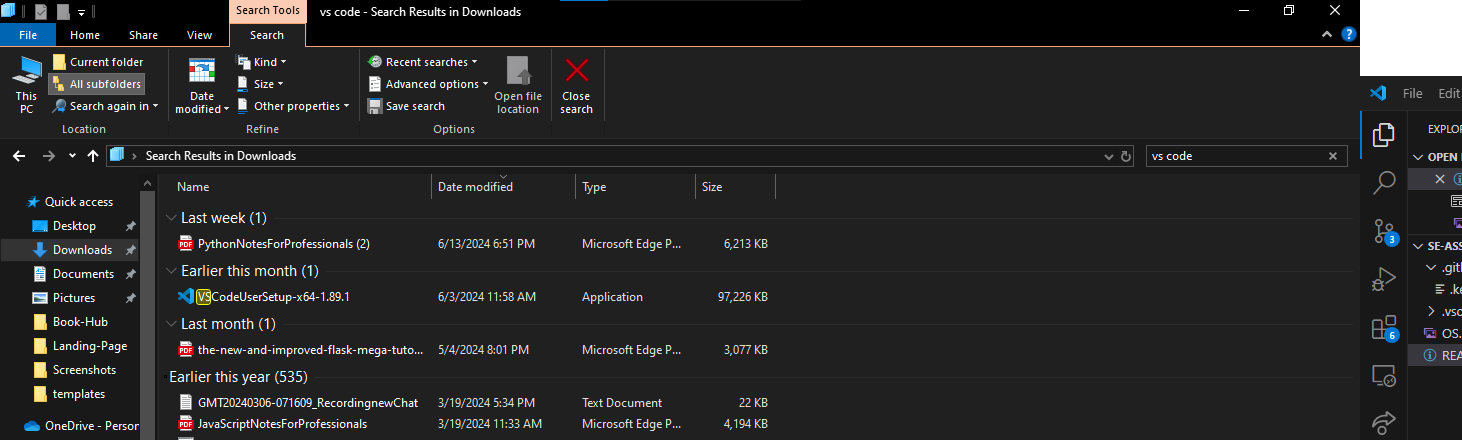 Search Tools
vs code - Search Results in Downloads
File Home Share View Search
This PC
Current folder
All subfolders
Search again in
Location
Date modified
Kind
Size
Other properties
Refine
Recent searches
Advanced options
Save search
Open file location
Options
Close search
Search Results in Downloads
vs code
Quick access
Desktop
Downloads
Documents
Pictures
Book-Hub
Landing-Page
Screenshots
templates
OneDrive - Person
Name Date modified Type Size
Last week (1)
PythonNotesForProfessionals (2) 6/13/2024 6:51 PM Microsoft Edge P... 6,213 KB
Earlier this month (1)
VSCodeUserSetup-x64-1.89.1 6/3/2024 11:58 AM Application 97,226 KB
Last month (1)
the-new-and-improved-flask-mega-tuto... 5/4/2024 8:01 PM Microsoft Edge P... 3,077 KB
Earlier this year (535)
GMT20240306-071609_RecordingnewChat 3/19/2024 5:34 PM Text Document 22 KB
JavaScriptNotesForProfessionals 3/19/2024 11:33 AM Microsoft Edge P... 4,194 KB
File Edit
EXPLOR
OPEN
3
6
SE-ASS
.gith
.ke
.vsc
OS.
REA